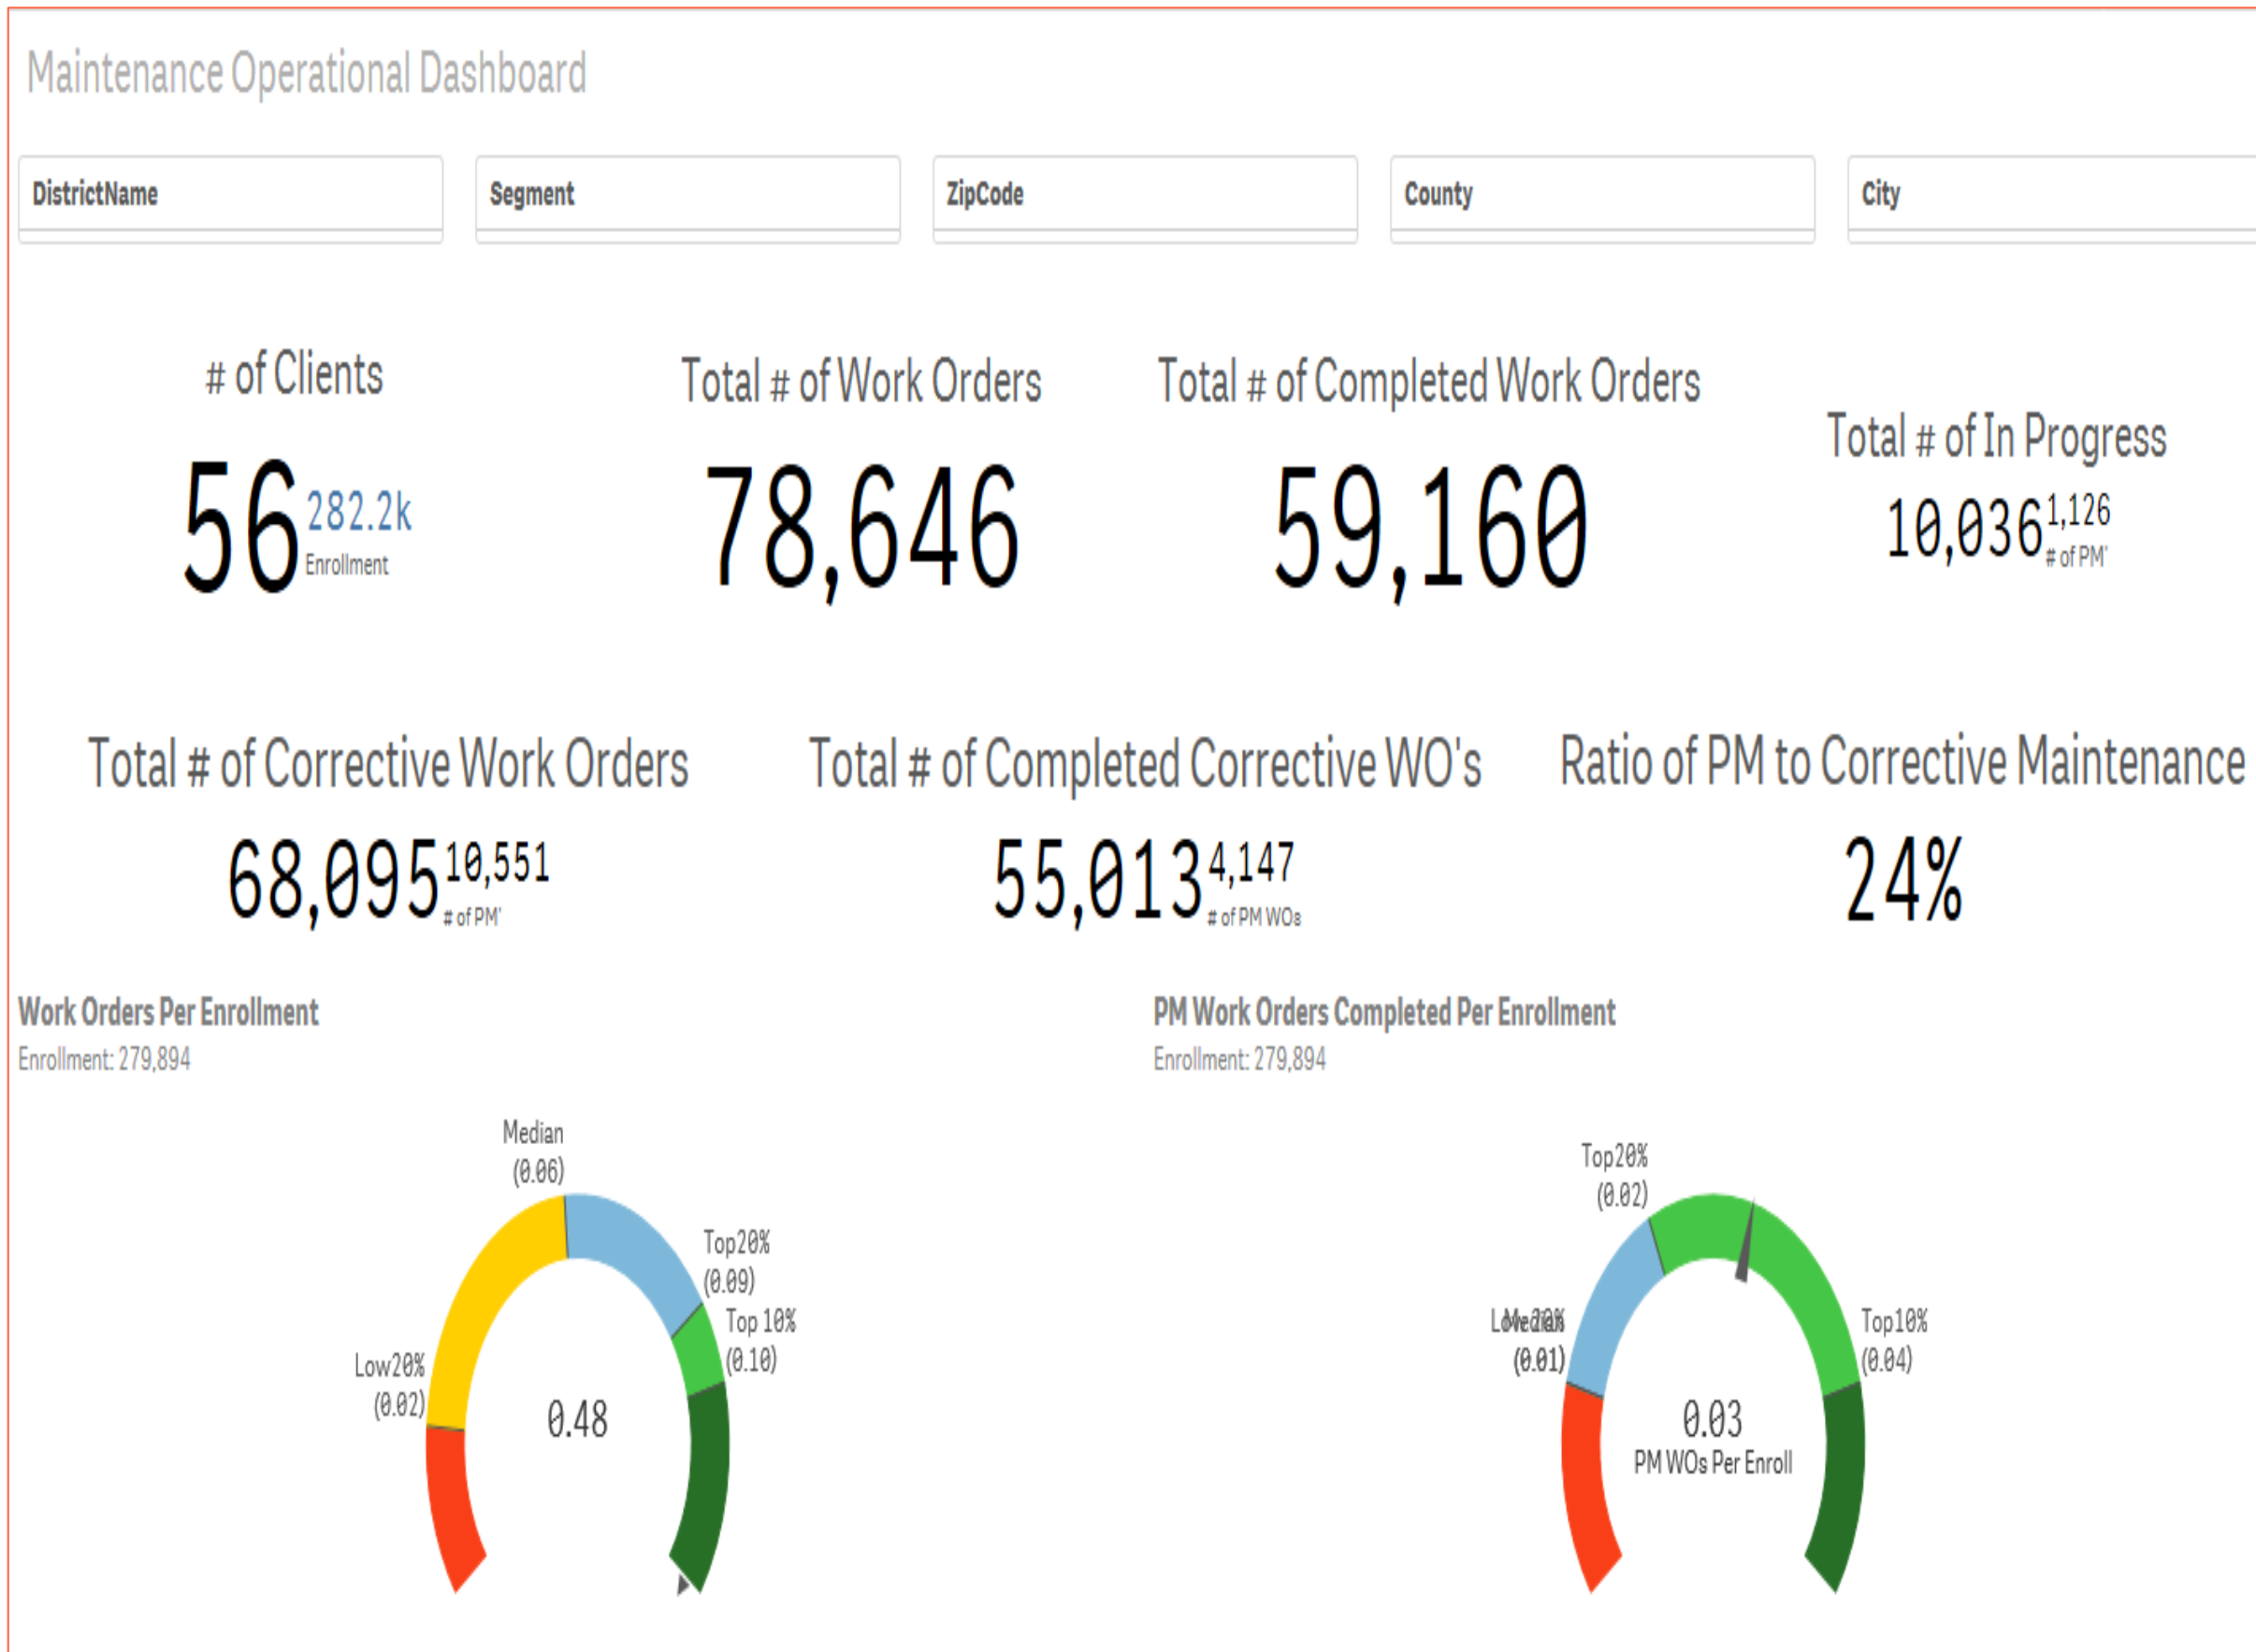 Maintenance Operational Dashboard
DistrictName
Segment
ZipCode
County
City
# of Clients
56
282.2k
Enrollment
Total # of Work Orders
78,646
Total # of Completed Work Orders
59,160
Total # of In Progress
10,036
1,126
# of PM'
Total # of Corrective Work Orders
68,095
10,551
# of PM'
Total # of Completed Corrective WO's
55,013
4,147
# of PM WOs
Ratio of PM to Corrective Maintenance
24%
Work Orders Per Enrollment
Enrollment: 279,894
Median
(0.06)
Top20%
(0.09)
Top 10%
(0.10)
Low20%
(0.02)
0.48
PM Work Orders Completed Per Enrollment
Enrollment: 279,894
Top20%
(0.02)
Low20%
Median
(0.01)
Top10%
(0.04)
0.03
PM WOs Per Enroll